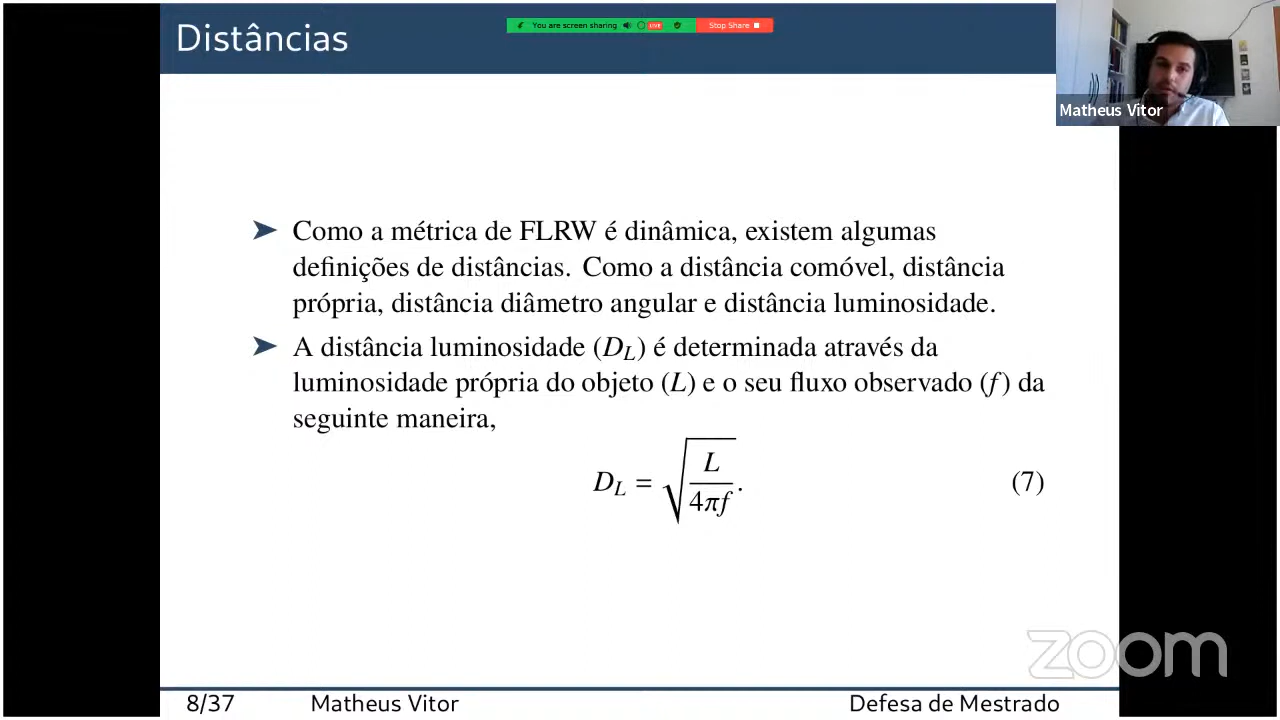 Distâncias
You are screen sharing
LIVE
Stop Share
Matheus Vitor
➤ Como a métrica de FLRW é dinâmica, existem algumas
definições de distâncias. Como a distância comóvel, distância
própria, distância diâmetro angular e distância luminosidade.
➤ A distância luminosidade (D_L) é determinada através da
luminosidade própria do objeto (L) e o seu fluxo observado (f) da
seguinte maneira,
D_L = √(L/4πf). (7)
zoom
8/37 Matheus Vitor Defesa de Mestrado